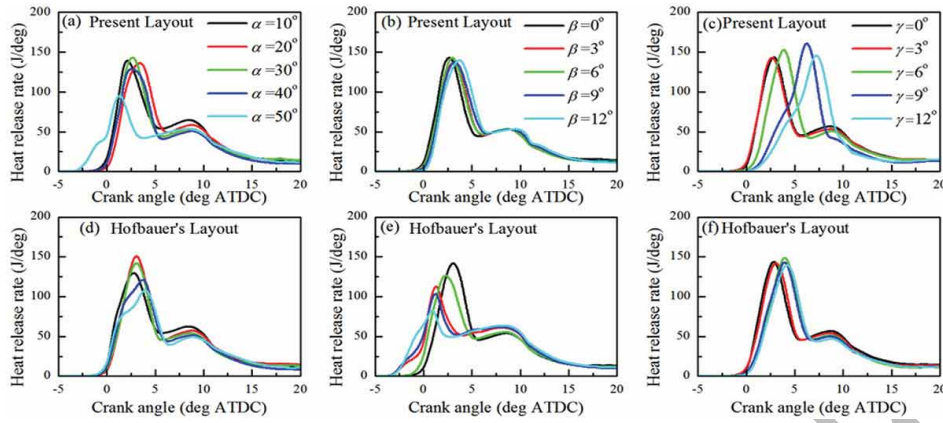 (a) Present Layout
α=10°
α=20°
α=30°
α=40°
α=50°
Heat release rate (J/deg)
200
150
100
50
0
-5 0 5 10 15 20
Crank angle (deg ATDC)
(b) Present Layout
β=0°
β=3°
β=6°
β=9°
β=12°
Heat release rate (J/deg)
200
150
100
50
0
-5 0 5 10 15 20
Crank angle (deg ATDC)
(c) Present Layout
γ=0°
γ=3°
γ=6°
γ=9°
γ=12°
Heat release rate (J/deg)
200
150
100
50
0
-5 0 5 10 15 20
Crank angle (deg ATDC)
(d) Hofbauer's Layout
Heat release rate (J/deg)
200
150
100
50
0
-5 0 5 10 15 20
Crank angle (deg ATDC)
(e) Hofbauer's Layout
Heat release rate (J/deg)
200
150
100
50
0
-5 0 5 10 15 20
Crank angle (deg ATDC)
(f) Hofbauer's Layout
Heat release rate (J/deg)
200
150
100
50
0
-5 0 5 10 15 20
Crank angle (deg ATDC)